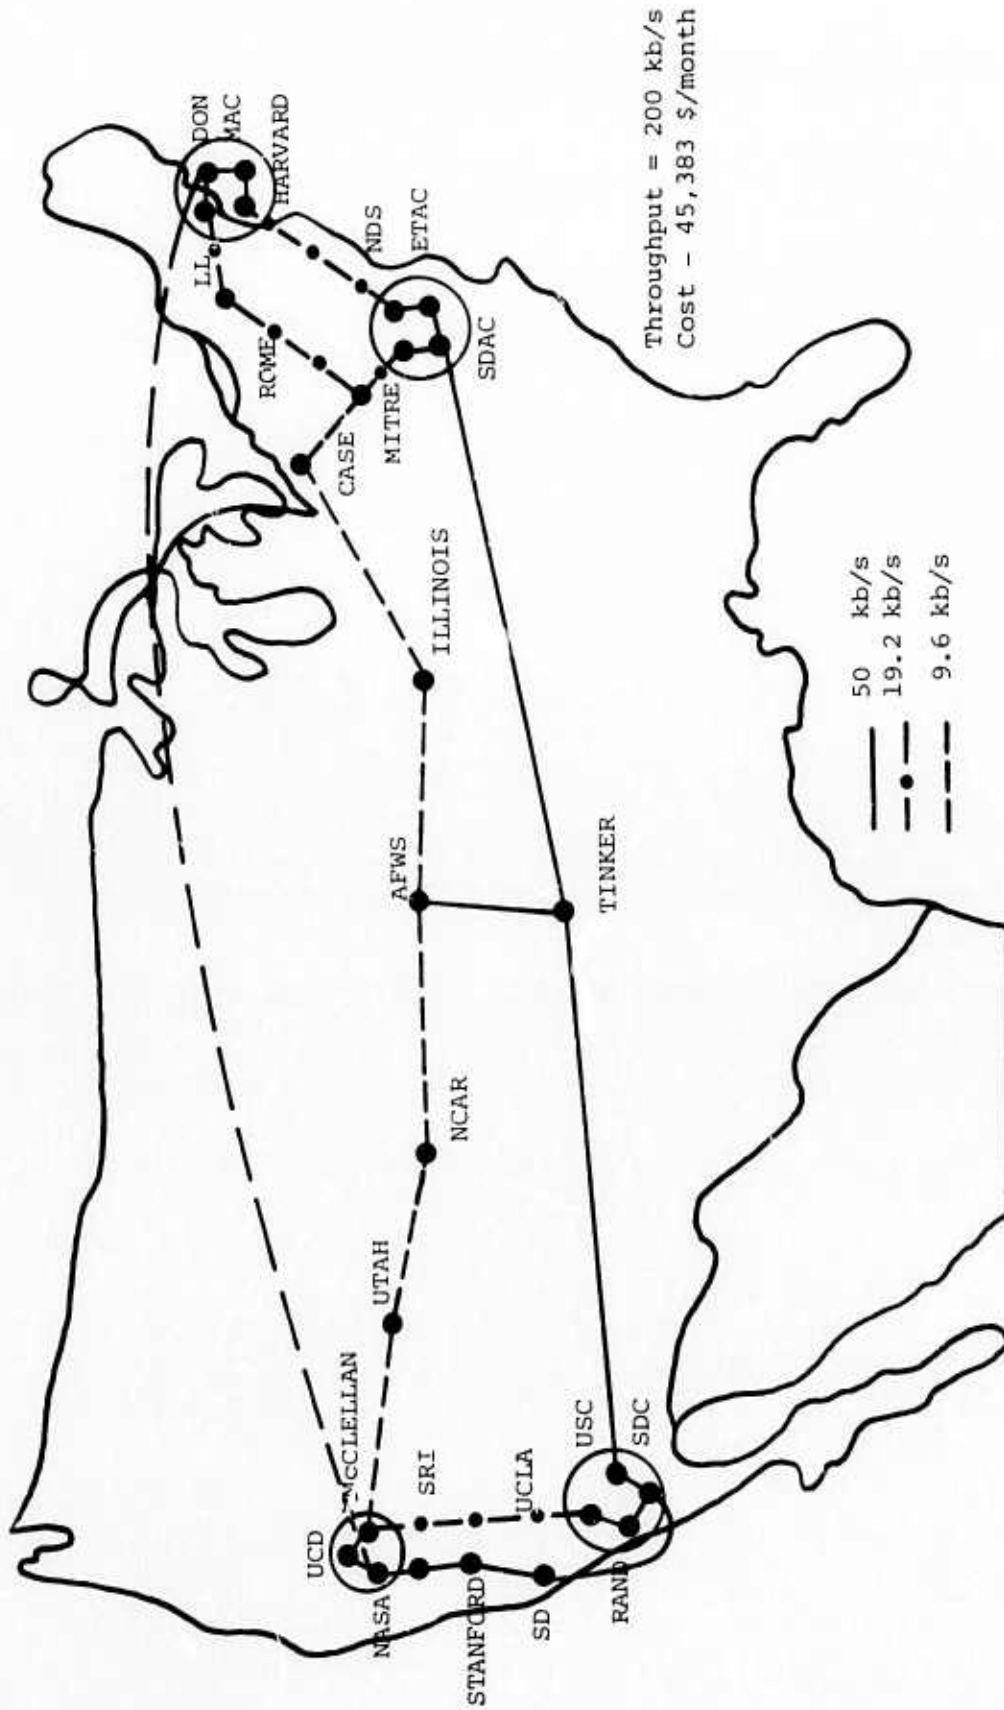 DON
MAC
HARVARD
LL
ROME
NDS
ETAC
SDAC
MITRE
CASE
Throughput = 200 kb/s
Cost - 45,383 $/month
ILLINOIS
AFWS
TINKER
NCAR
UTAH
McCLELLAN
UCD
SRI
NASA
STANFORD
UCLA
SD
USC
SDC
RAND
50 kb/s
19.2 kb/s
9.6 kb/s